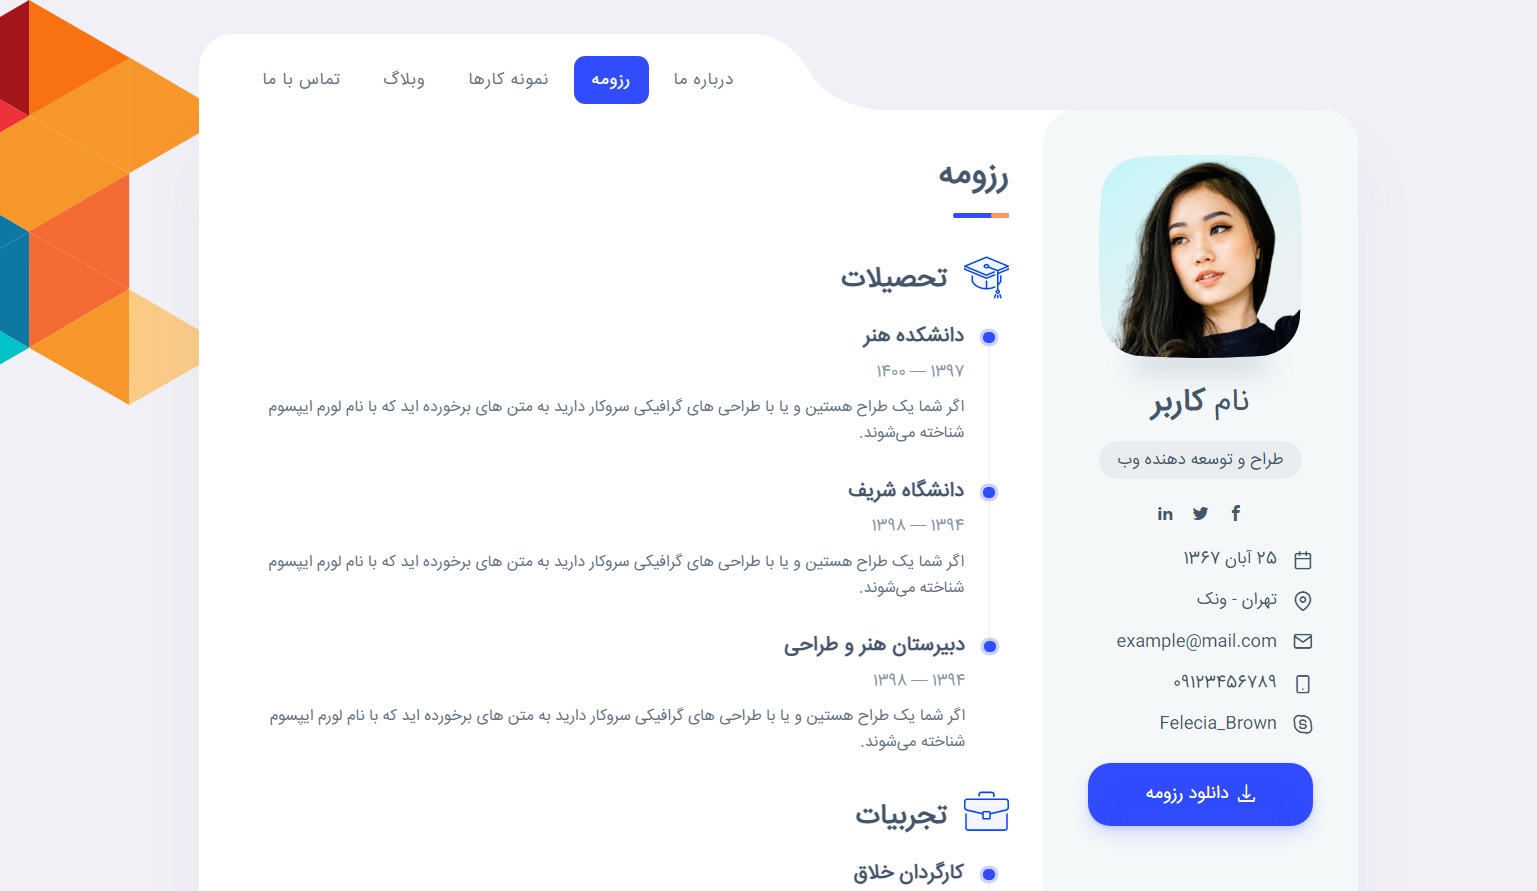 درباره ما
رزومه
نمونه کارها
وبلاگ
تماس با ما
نام کاربر
طراح و توسعه دهنده وب
۲۵ آبان ۱۳۶۷
تهران - ونک
example@mail.com
۰۹۱۲۳۴۵۶۷۸۹
Felecia_Brown
دانلود رزومه
رزومه
تحصیلات
دانشکده هنر
۱۳۹۷ — ۱۴۰۰
اگر شما یک طراح هستین و یا با طراحی های گرافیکی سروکار دارید به متن های برخورده اید که با نام لورم ایپسوم
شناخته می‌شوند.
دانشگاه شریف
۱۳۹۴ — ۱۳۹۸
اگر شما یک طراح هستین و یا با طراحی های گرافیکی سروکار دارید به متن های برخورده اید که با نام لورم ایپسوم
شناخته می‌شوند.
دبیرستان هنر و طراحی
۱۳۹۴ — ۱۳۹۸
اگر شما یک طراح هستین و یا با طراحی های گرافیکی سروکار دارید به متن های برخورده اید که با نام لورم ایپسوم
شناخته می‌شوند.
تجربیات
کارگردان خلاق